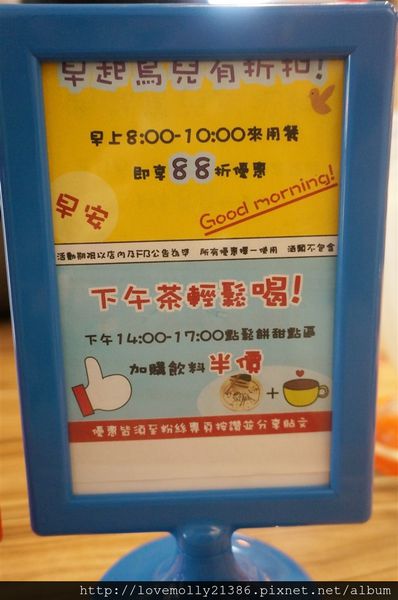 早起鳥兒有折扣!
早上8:00-10:00來用餐
即享88折優惠
早安
Good morning!
活動期限以店內及FB公告為準 所有優惠擇一使用 酒類不包含
下午茶輕鬆喝!
下午14:00-17:00點鬆餅甜點區
加購飲料半價
+
優惠皆須至粉絲專頁按讚並分享貼文
http://lovemolly21386.pixnet.net/album